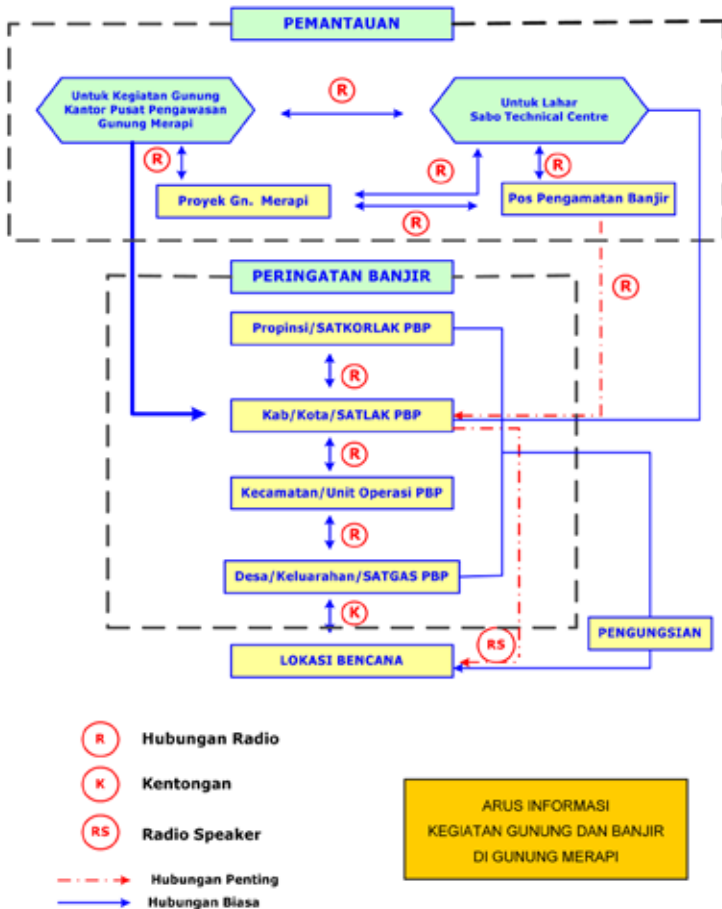 PEMANTAUAN
Untuk Kegiatan Gunung
Kantor Pusat Pengawasan
Gunung Merapi
R
Untuk Lahar
Sabo Technical Centre
R
R
R
Proyek Gn. Merapi
R
Pos Pengamatan Banjir
R
PERINGATAN BANJIR
Propinsi/SATKORLAK PBP
R
Kab/Kota/SATLAK PBP
R
Kecamatan/Unit Operasi PBP
R
Desa/Keluarahan/SATGAS PBP
K
PENGUNGSIAN
RS
LOKASI BENCANA
R Hubungan Radio
K Kentongan
RS Radio Speaker
Hubungan Penting
Hubungan Biasa
ARUS INFORMASI
KEGIATAN GUNUNG DAN BANJIR
DI GUNUNG MERAPI